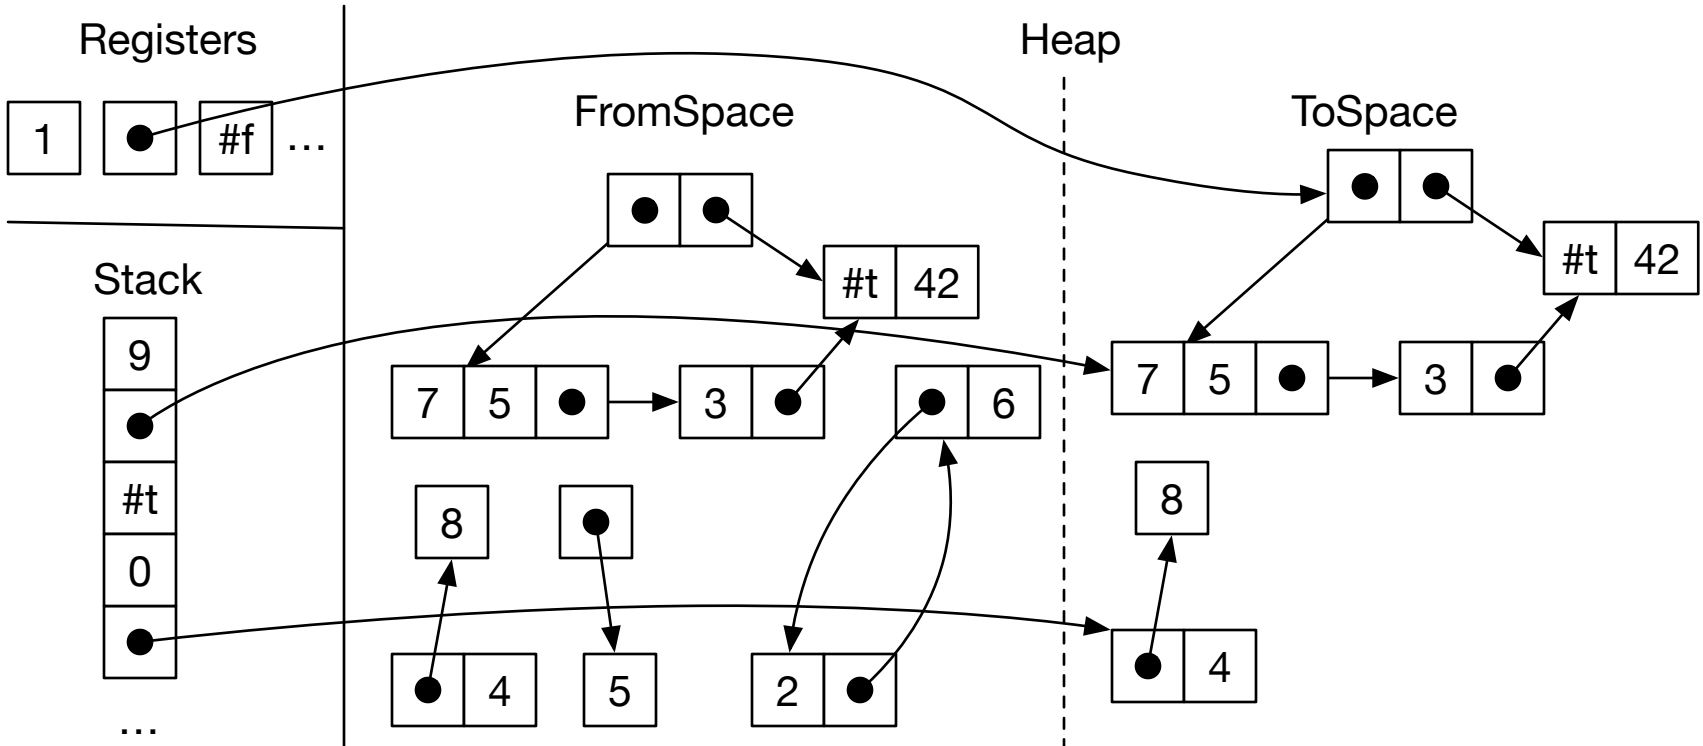 Registers
Heap
FromSpace
ToSpace
1 #f ...
#t 42
#t 42
Stack
9
7 5 3 6
7 5 3
#t
8
8
0
4 5 2
4
...